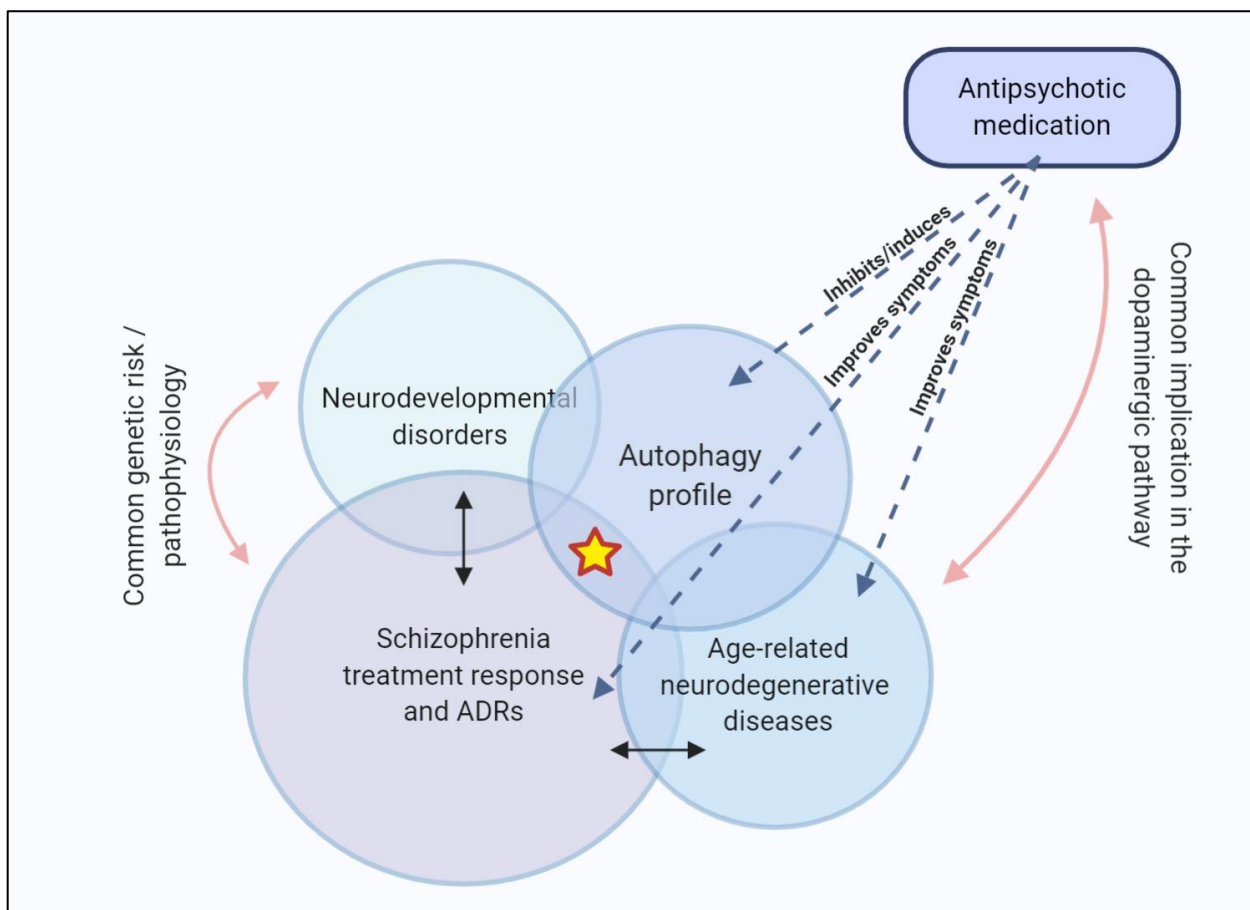 Antipsychotic
medication
Inhibits/induces
Improves symptoms
Improves symptoms
Common implication in the
dopaminergic pathway
Common genetic risk /
pathophysiology
Neurodevelopmental
disorders
Autophagy
profile
Schizophrenia
treatment response
and ADRs
Age-related
neurodegenerative
diseases